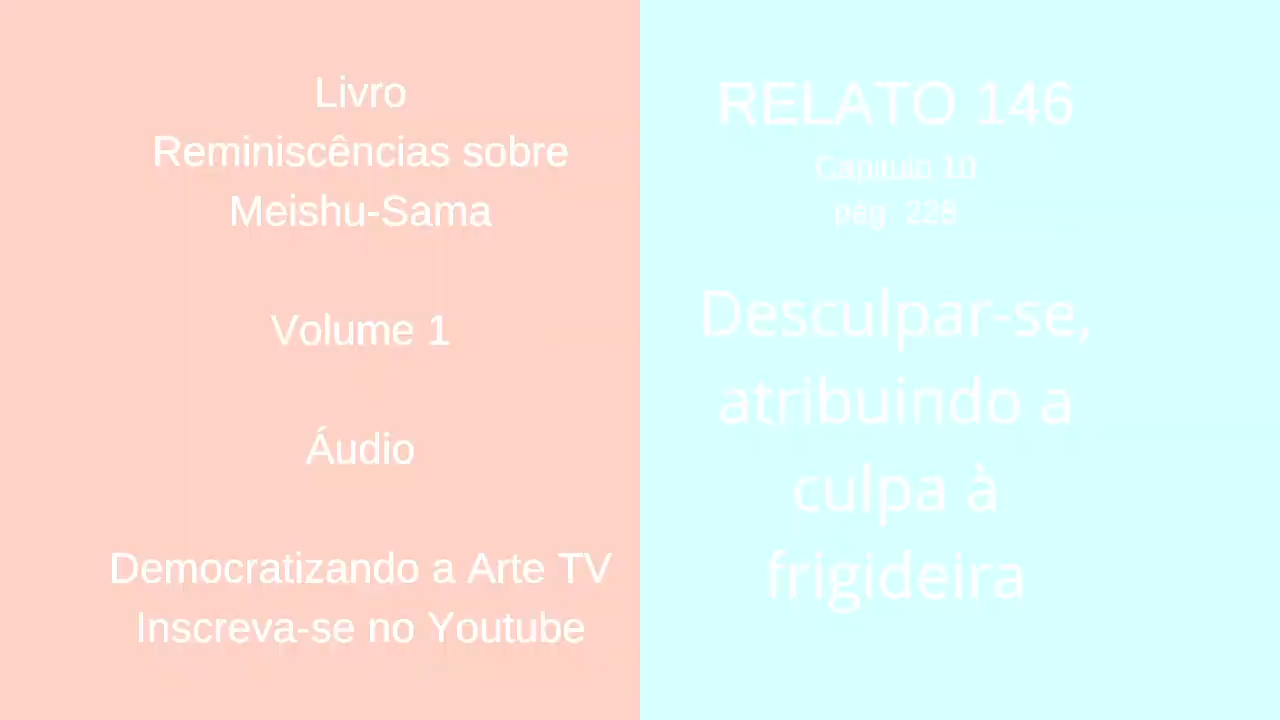 Livro
Reminiscências sobre
Meishu-Sama
Volume 1
Áudio
Democratizando a Arte TV
Inscreva-se no Youtube
RELATO 146
Capítulo 10
pág. 228
Desculpar-se,
atribuindo a
culpa à
frigideira